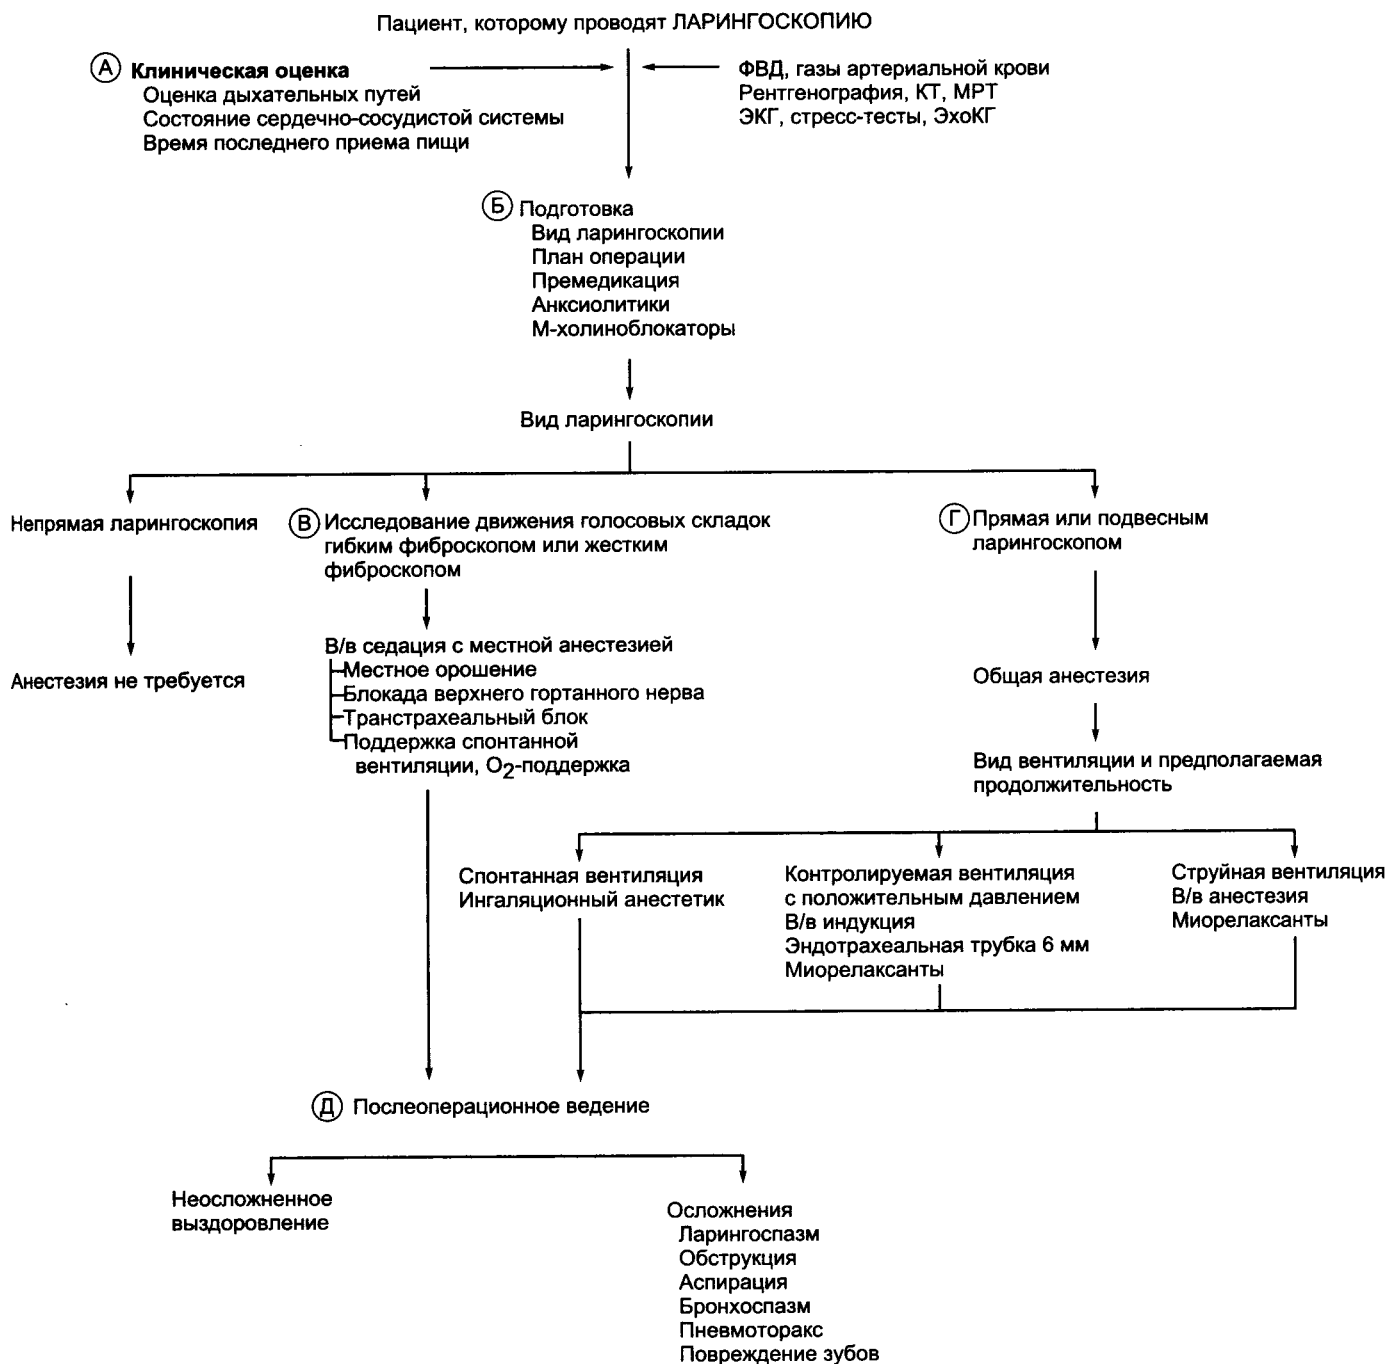 Пациент, которому проводят ЛАРИНГОСКОПИЮ
А Клиническая оценка
Оценка дыхательных путей
Состояние сердечно-сосудистой системы
Время последнего приема пищи
ФВД, газы артериальной крови
Рентгенография, КТ, МРТ
ЭКГ, стресс-тесты, ЭхоКГ
Б Подготовка
Вид ларингоскопии
План операции
Премедикация
Анксиолитики
М-холиноблокаторы
Вид ларингоскопии
Непрямая ларингоскопия
Анестезия не требуется
В Исследование движения голосовых складок
гибким фиброскопом или жестким
фиброскопом
В/в седация с местной анестезией
Местное орошение
Блокада верхнего гортанного нерва
Транстрахеальный блок
Поддержка спонтанной
вентиляции, O₂-поддержка
Г Прямая или подвесным
ларингоскопом
Общая анестезия
Вид вентиляции и предполагаемая
продолжительность
Спонтанная вентиляция
Ингаляционный анестетик
Контролируемая вентиляция
с положительным давлением
В/в индукция
Эндотрахеальная трубка 6 мм
Миорелаксанты
Струйная вентиляция
В/в анестезия
Миорелаксанты
Д Послеоперационное ведение
Неосложненное
выздоровление
Осложнения
Ларингоспазм
Обструкция
Аспирация
Бронхоспазм
Пневмоторакс
Повреждение зубов